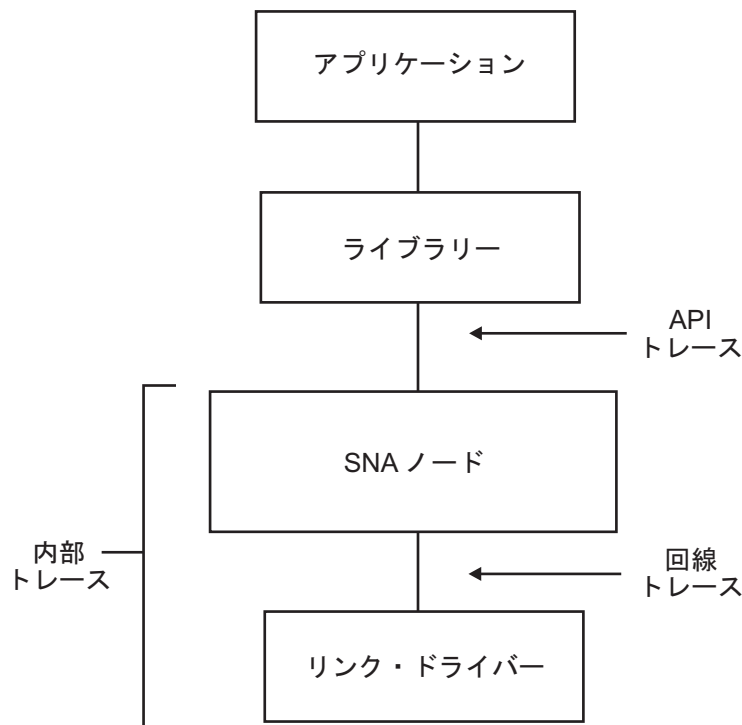 アプリケーション
ライブラリー
API
トレース
SNA ノード
内部
トレース
回線
トレース
リンク・ドライバー